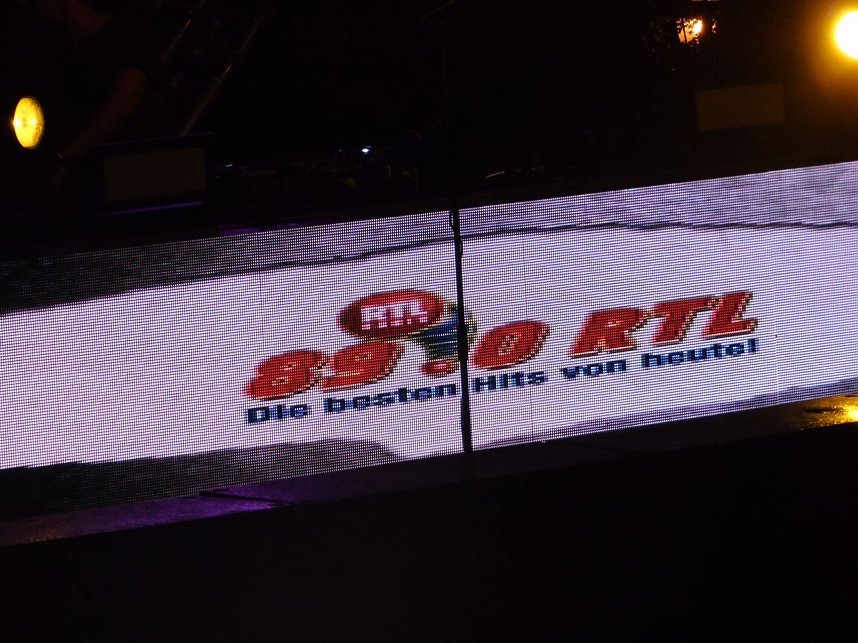 RTL
89.0 RTL
Die besten Hits von heute!